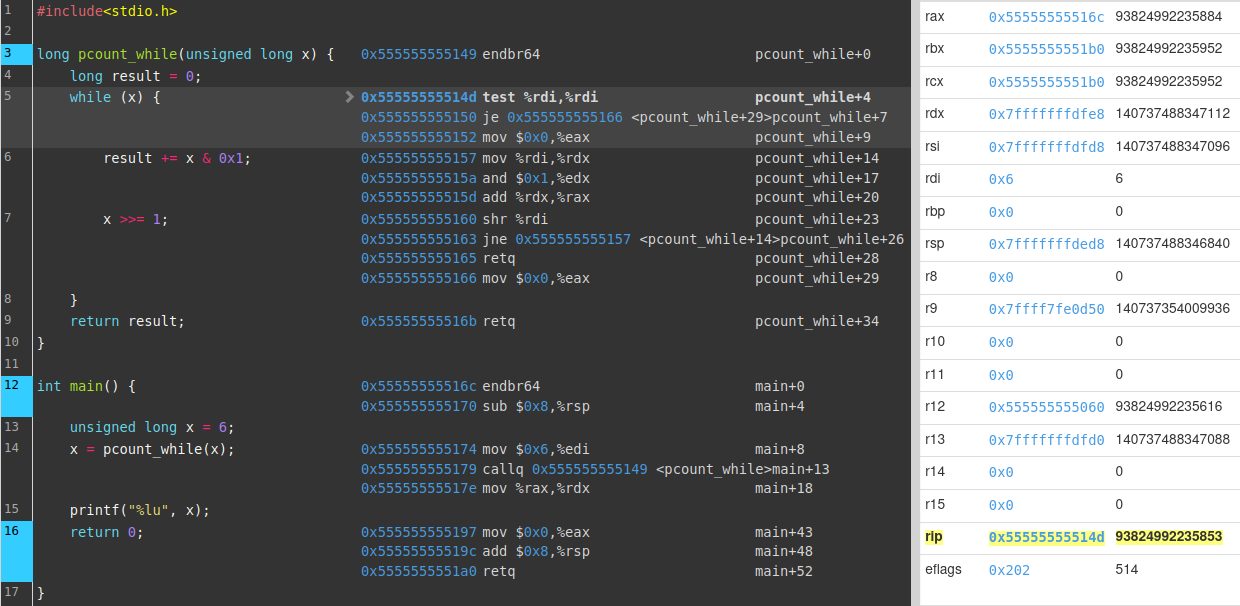 1 #include<stdio.h>
2
3 long pcount_while(unsigned long x) { 0x555555555149 endbr64 pcount_while+0
4 long result = 0;
5 while (x) { 0x55555555514d test %rdi,%rdi pcount_while+4
0x555555555150 je 0x555555555166 <pcount_while+29>pcount_while+7
0x555555555152 mov $0x0,%eax pcount_while+9
6 result += x & 0x1; 0x555555555157 mov %rdi,%rdx pcount_while+14
0x55555555515a and $0x1,%edx pcount_while+17
0x55555555515d add %rdx,%rax pcount_while+20
7 x >>= 1; 0x555555555160 shr %rdi pcount_while+23
0x555555555163 jne 0x555555555157 <pcount_while+14>pcount_while+26
0x555555555165 retq pcount_while+28
0x555555555166 mov $0x0,%eax pcount_while+29
8 }
9 return result; 0x55555555516b retq pcount_while+34
10 }
11
12 int main() { 0x55555555516c endbr64 main+0
0x555555555170 sub $0x8,%rsp main+4
13 unsigned long x = 6;
14 x = pcount_while(x); 0x555555555174 mov $0x6,%edi main+8
0x555555555179 callq 0x555555555149 <pcount_while>main+13
0x55555555517e mov %rax,%rdx main+18
15 printf("%lu", x);
16 return 0; 0x555555555197 mov $0x0,%eax main+43
0x55555555519c add $0x8,%rsp main+48
0x5555555551a0 retq main+52
17 }
rax 0x55555555516c 93824992235884
rbx 0x5555555551b0 93824992235952
rcx 0x5555555551b0 93824992235952
rdx 0x7fffffffdfe8 140737488347112
rsi 0x7fffffffdfd8 140737488347096
rdi 0x6 6
rbp 0x0 0
rsp 0x7fffffffded8 140737488346840
r8 0x0 0
r9 0x7ffff7fe0d50 140737354009936
r10 0x0 0
r11 0x0 0
r12 0x555555555060 93824992235616
r13 0x7fffffffdfd0 140737488347088
r14 0x0 0
r15 0x0 0
rip 0x55555555514d 93824992235853
eflags 0x202 514